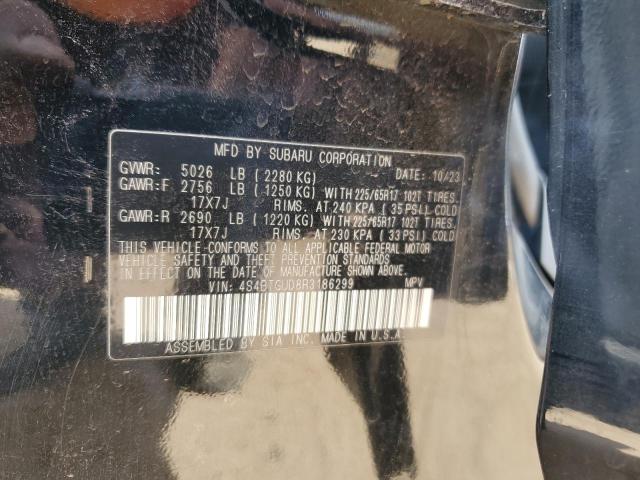 MFD BY SUBARU CORPORATION
GVWR: 5026 LB ( 2280 KG) DATE: 10/23
GAWR:F 2756 LB ( 1250 KG) WITH 225/65R17 102T TIRES.
17X7J RIMS. AT 240 KPA ( 35 PSI) COLD
GAWR:R 2690 LB ( 1220 KG) WITH 225/65R17 102T TIRES.
17X7J RIMS. AT 230 KPA ( 33 PSI) COLD
THIS VEHICLE-CONFORMS TO ALL APPLICABLE FEDERAL MOTOR
VEHICLE SAFETY AND THEFT PREVENTION STANDARDS
IN EFFECT ON THE DATE OF MANUFACTURE SHOWN ABOVE.
VIN: 4S4BTGUD8R3186299 MPV
ASSEMBLED BY SIA INC. MADE IN U.S.A.